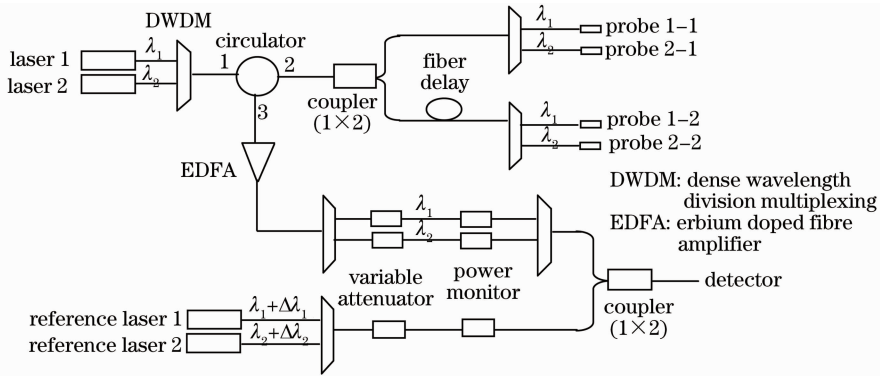 DWDM
laser 1
λ₁
laser 2
λ₂
circulator
1
2
3
coupler
(1×2)
fiber
delay
λ₁
probe 1-1
λ₂
probe 2-1
λ₁
probe 1-2
λ₂
probe 2-2
EDFA
DWDM: dense wavelength
division multiplexing
EDFA: erbium doped fibre
amplifier
λ₁
λ₂
variable
attenuator
power
monitor
detector
coupler
(1×2)
reference laser 1
λ₁+Δλ₁
reference laser 2
λ₂+Δλ₂